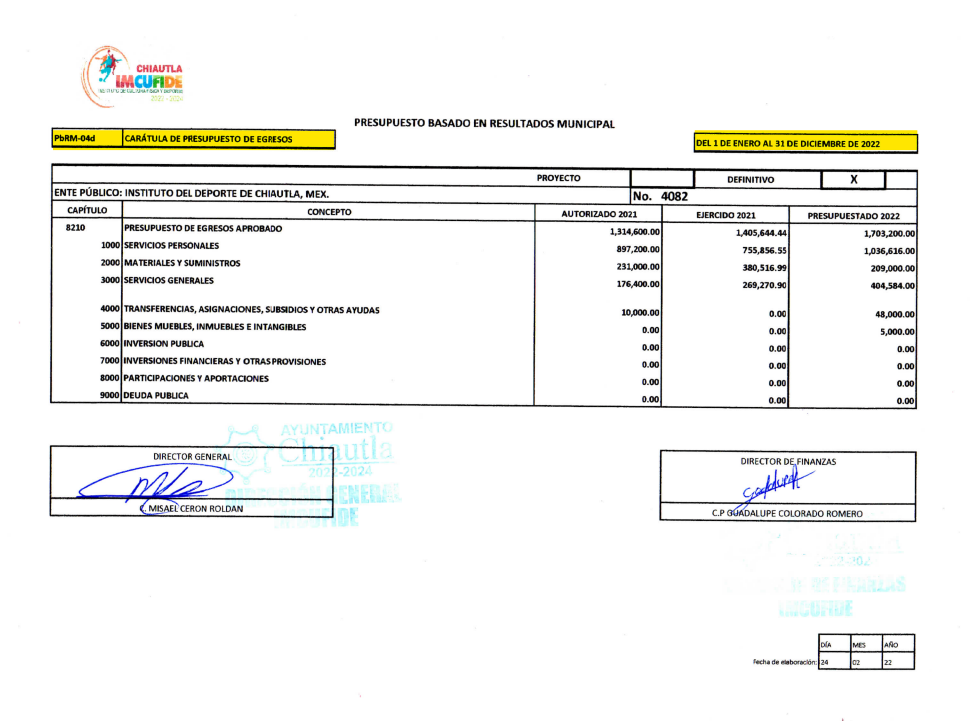 CHIAUTLA
IMCUFIDE
2022 - 2024
PRESUPUESTO BASADO EN RESULTADOS MUNICIPAL
PbRM-04d CARÁTULA DE PRESUPUESTO DE EGRESOS
DEL 1 DE ENERO AL 31 DE DICIEMBRE DE 2022
PROYECTO DEFINITIVO X
ENTE PÚBLICO: INSTITUTO DEL DEPORTE DE CHIAUTLA, MEX. No. 4082
CAPÍTULO CONCEPTO AUTORIZADO 2021 EJERCIDO 2021 PRESUPUESTADO 2022
8210 PRESUPUESTO DE EGRESOS APROBADO 1,314,600.00 1,405,644.44 1,703,200.00
1000 SERVICIOS PERSONALES 897,200.00 755,856.55 1,036,616.00
2000 MATERIALES Y SUMINISTROS 231,000.00 380,516.99 209,000.00
3000 SERVICIOS GENERALES 176,400.00 269,270.90 404,584.00
4000 TRANSFERENCIAS, ASIGNACIONES, SUBSIDIOS Y OTRAS AYUDAS 10,000.00 0.00 48,000.00
5000 BIENES MUEBLES, INMUEBLES E INTANGIBLES 0.00 0.00 5,000.00
6000 INVERSION PUBLICA 0.00 0.00 0.00
7000 INVERSIONES FINANCIERAS Y OTRAS PROVISIONES 0.00 0.00 0.00
8000 PARTICIPACIONES Y APORTACIONES 0.00 0.00 0.00
9000 DEUDA PUBLICA 0.00 0.00 0.00
AYUNTAMIENTO
Chiautla
2022-2024
DIRECCIÓN GENERAL
IMCUFIDE
DIRECTOR GENERAL
C. MISAEL CERON ROLDAN
DIRECTOR DE FINANZAS
C.P GUADALUPE COLORADO ROMERO
DE FINANZAS
IMCUFIDE
DÍA MES AÑO
Fecha de elaboración: 24 02 22